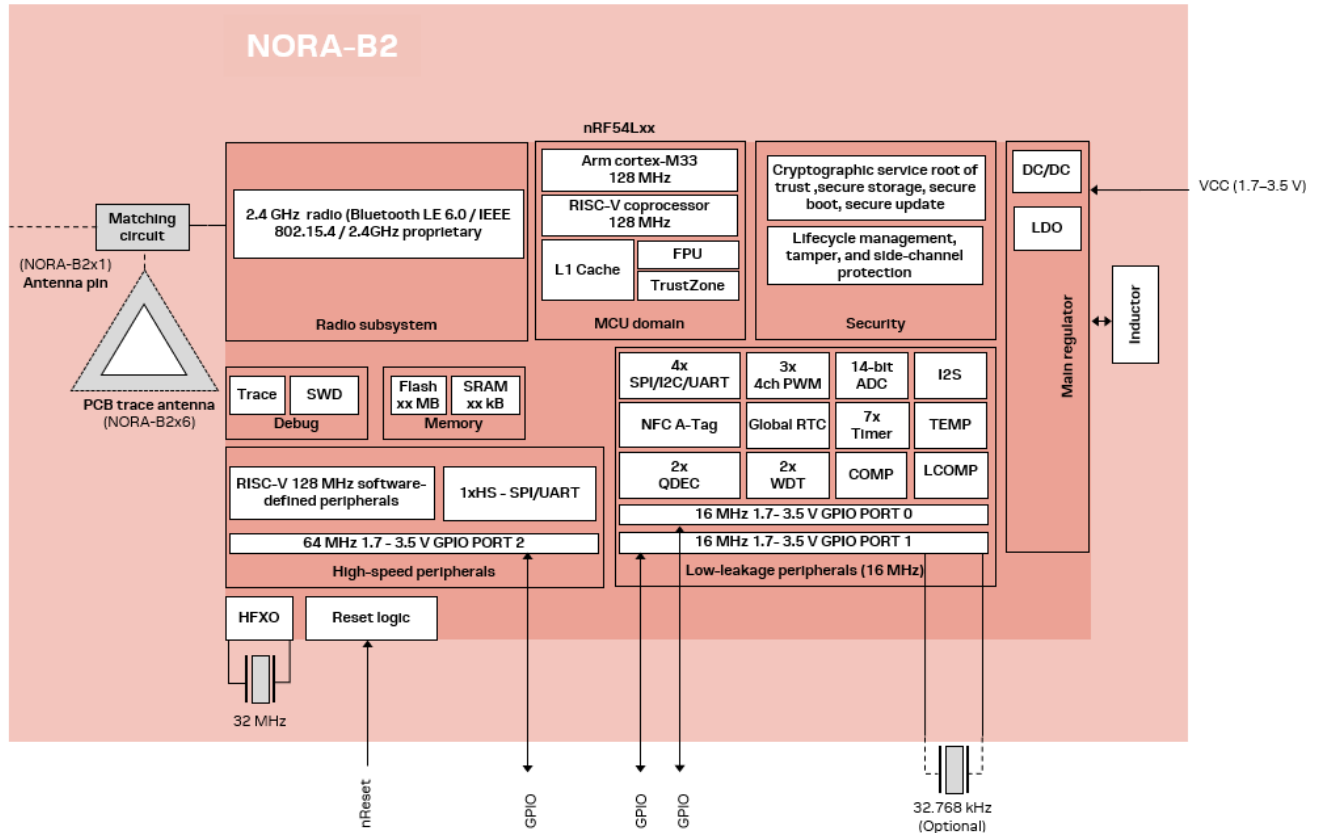 NORA-B2
nRF54Lxx
2.4 GHz radio (Bluetooth LE 6.0 / IEEE
802.15.4 / 2.4GHz proprietary
Radio subsystem
Arm cortex-M33
128 MHz
RISC-V coprocessor
128 MHz
L1 Cache
FPU
TrustZone
MCU domain
Cryptographic service root of
trust ,secure storage, secure
boot, secure update
Lifecycle management,
tamper, and side-channel
protection
Security
DC/DC
LDO
Main regulator
VCC (1.7–3.5 V)
Inductor
Matching
circuit
(NORA-B2x1)
Antenna pin
PCB trace antenna
(NORA-B2x6)
Trace
SWD
Debug
Flash
xx MB
SRAM
xx kB
Memory
4x
SPI/I2C/UART
3x
4ch PWM
14-bit
ADC
I2S
NFC A-Tag
Global RTC
7x
Timer
TEMP
2x
QDEC
2x
WDT
COMP
LCOMP
16 MHz 1.7- 3.5 V GPIO PORT 0
16 MHz 1.7- 3.5 V GPIO PORT 1
Low-leakage peripherals (16 MHz)
RISC-V 128 MHz software-
defined peripherals
1xHS - SPI/UART
64 MHz 1.7 - 3.5 V GPIO PORT 2
High-speed peripherals
HFXO
Reset logic
32 MHz
nReset
GPIO
GPIO
GPIO
32.768 kHz
(Optional)